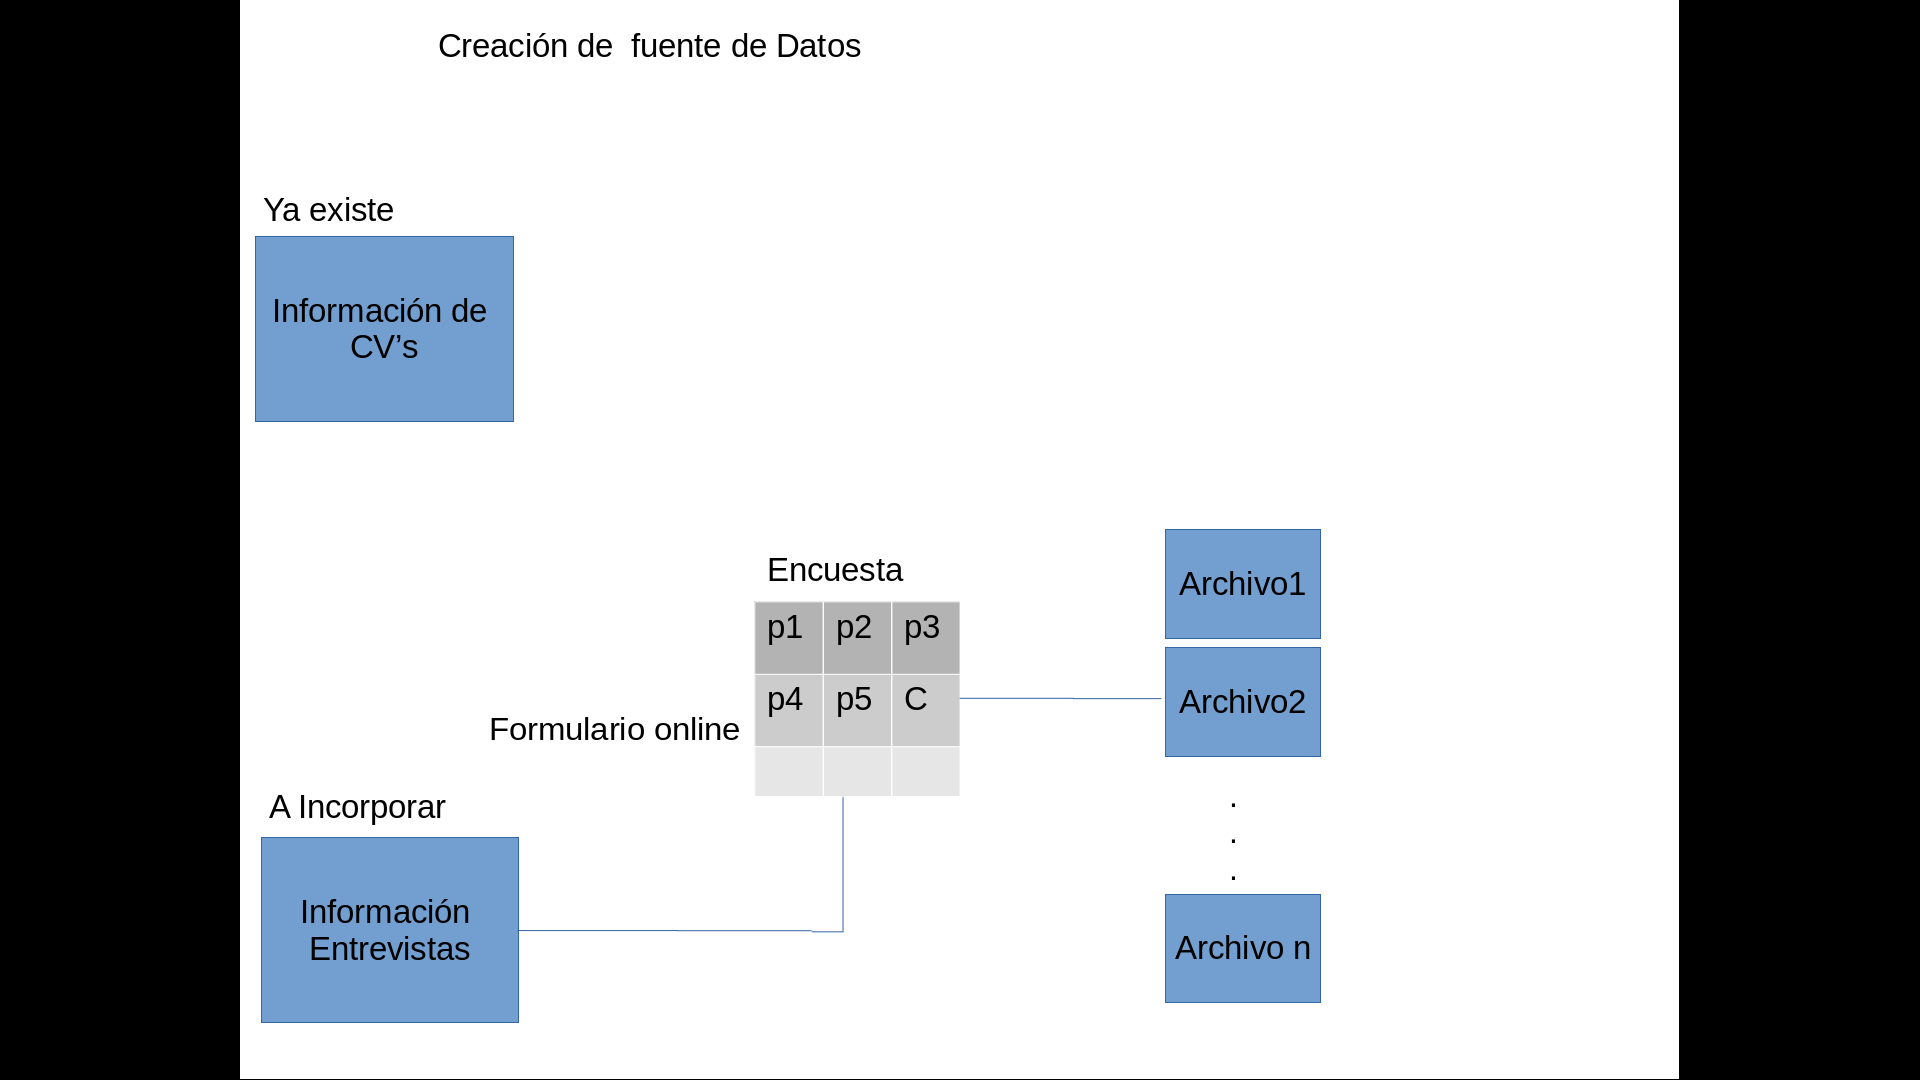 Creación de  fuente de Datos
Ya existe
Información de
CV’s
Encuesta
p1 p2 p3
p4 p5 C
Formulario online
A Incorporar
Información
Entrevistas
Archivo1
Archivo2
.
.
.
Archivo n